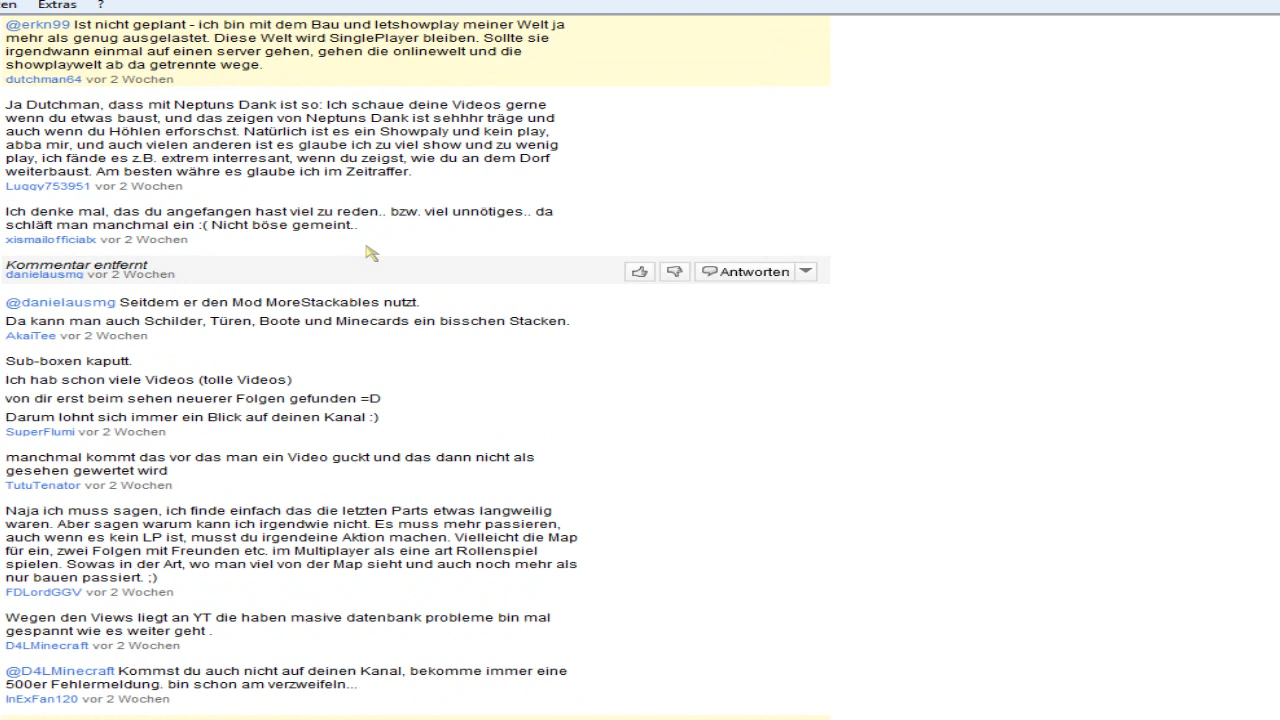 en Extras ?
@erkn99 Ist nicht geplant - ich bin mit dem Bau und letshowplay meiner Welt ja
mehr als genug ausgelastet. Diese Welt wird SinglePlayer bleiben. Sollte sie
irgendwann einmal auf einen server gehen, gehen die onlinewelt und die
showplaywelt ab da getrennte wege.
dutchman64 vor 2 Wochen
Ja Dutchman, dass mit Neptuns Dank ist so: Ich schaue deine Videos gerne
wenn du etwas baust, und das zeigen von Neptuns Dank ist sehhhr träge und
auch wenn du Höhlen erforschst. Natürlich ist es ein Showpaly und kein play,
abba mir, und auch vielen anderen ist es glaube ich zu viel show und zu wenig
play, ich fände es z.B. extrem interresant, wenn du zeigst, wie du an dem Dorf
weiterbaust. Am besten währe es glaube ich im Zeitraffer.
Luggy753951 vor 2 Wochen
Ich denke mal, das du angefangen hast viel zu reden.. bzw. viel unnötiges.. da
schläft man manchmal ein :( Nicht böse gemeint..
xismailofficialx vor 2 Wochen
Kommentar entfernt
danielausmg vor 2 Wochen
Antworten
@danielausmg Seitdem er den Mod MoreStackables nutzt.
Da kann man auch Schilder, Türen, Boote und Minecards ein bisschen Stacken.
AkaiTee vor 2 Wochen
Sub-boxen kaputt.
Ich hab schon viele Videos (tolle Videos)
von dir erst beim sehen neuerer Folgen gefunden =D
Darum lohnt sich immer ein Blick auf deinen Kanal :)
SuperFlumi vor 2 Wochen
manchmal kommt das vor das man ein Video guckt und das dann nicht als
gesehen gewertet wird
TutuTenator vor 2 Wochen
Naja ich muss sagen, ich finde einfach das die letzten Parts etwas langweilig
waren. Aber sagen warum kann ich irgendwie nicht. Es muss mehr passieren,
auch wenn es kein LP ist, musst du irgendeine Aktion machen. Vielleicht die Map
für ein, zwei Folgen mit Freunden etc. im Multiplayer als eine art Rollenspiel
spielen. Sowas in der Art, wo man viel von der Map sieht und auch noch mehr als
nur bauen passiert. ;)
FDLordGGV vor 2 Wochen
Wegen den Views liegt an YT die haben masive datenbank probleme bin mal
gespannt wie es weiter geht .
D4LMinecraft vor 2 Wochen
@D4LMinecraft Kommst du auch nicht auf deinen Kanal, bekomme immer eine
500er Fehlermeldung. bin schon am verzweifeln...
InExFan120 vor 2 Wochen